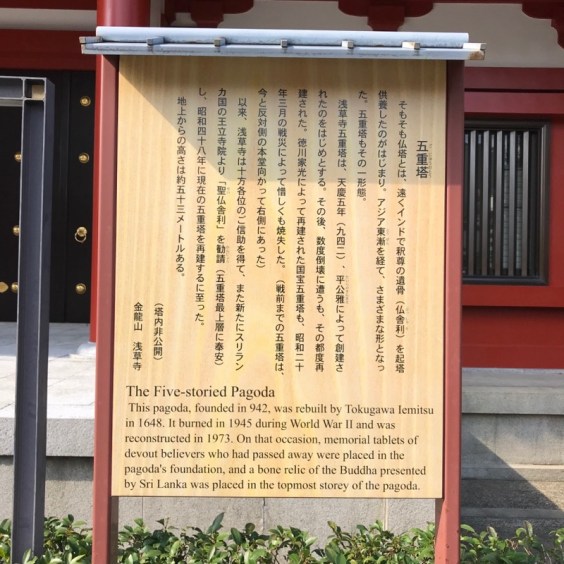 五重塔
そもそも仏塔とは、遠くインドで釈尊の遺骨（仏舎利）を起塔
供養したのがはじまり。アジア東漸を経て、さまざまな形となっ
た。五重塔もその一形態。
浅草寺五重塔は、天慶五年（九四二）、平公雅によって創建さ
れたのをはじめとする。その後、数度倒壊に遭うも、その都度再
建された。徳川家光によって再建された国宝五重塔も、昭和二十
年三月の戦災によって惜しくも焼失した。（戦前までの五重塔は、
今と反対側の本堂向かって右側にあった）
以来、浅草寺は十方各位のご信助を得て、また新たにスリラン
カ国の王立寺院より「聖仏舎利」を勧請（五重塔最上層に奉安）
し、昭和四十八年に現在の五重塔を再建するに至った。
地上からの高さは約五十三メートルある。
（塔内非公開）
金龍山 浅草寺
The Five-storied Pagoda
This pagoda, founded in 942, was rebuilt by Tokugawa Iemitsu
in 1648. It burned in 1945 during World War II and was
reconstructed in 1973. On that occasion, memorial tablets of
devout believers who had passed away were placed in the
pagoda's foundation, and a bone relic of the Buddha presented
by Sri Lanka was placed in the topmost storey of the pagoda.